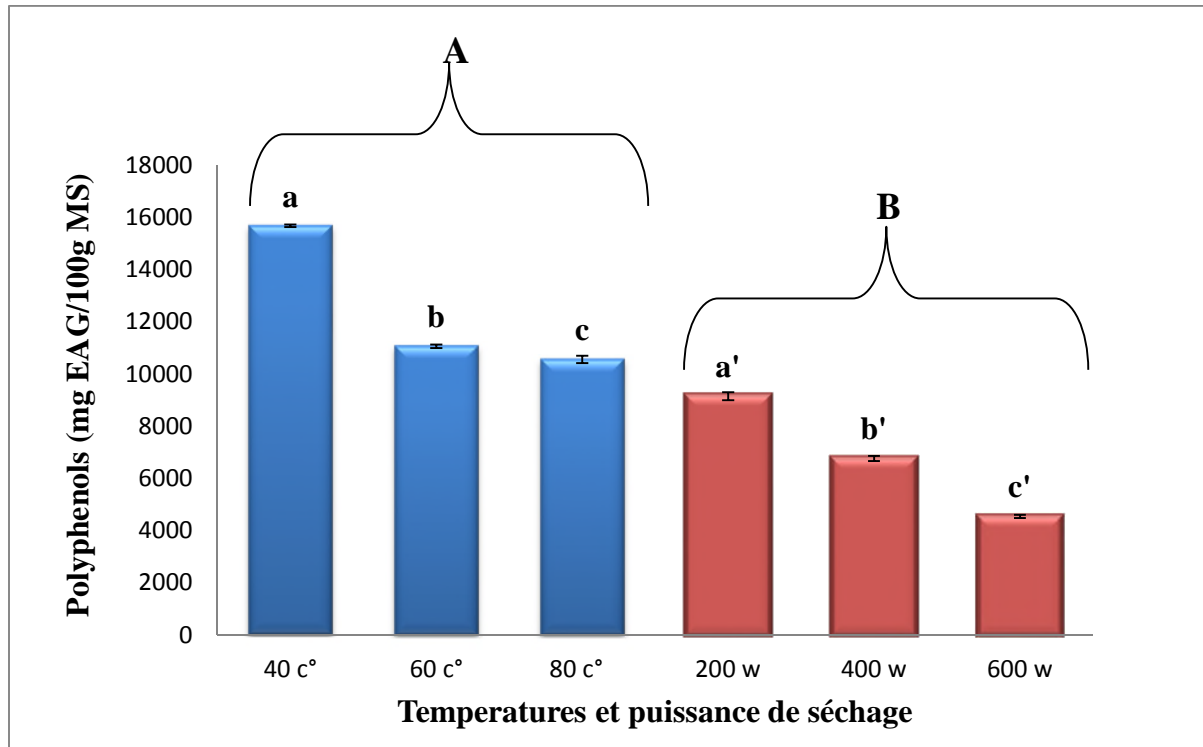 A
B
Polyphenols (mg EAG/100g MS)
18000
16000
14000
12000
10000
8000
6000
4000
2000
0
a
b
c
a'
b'
c'
40 c° 60 c° 80 c° 200 w 400 w 600 w
Temperatures et puissance de séchage